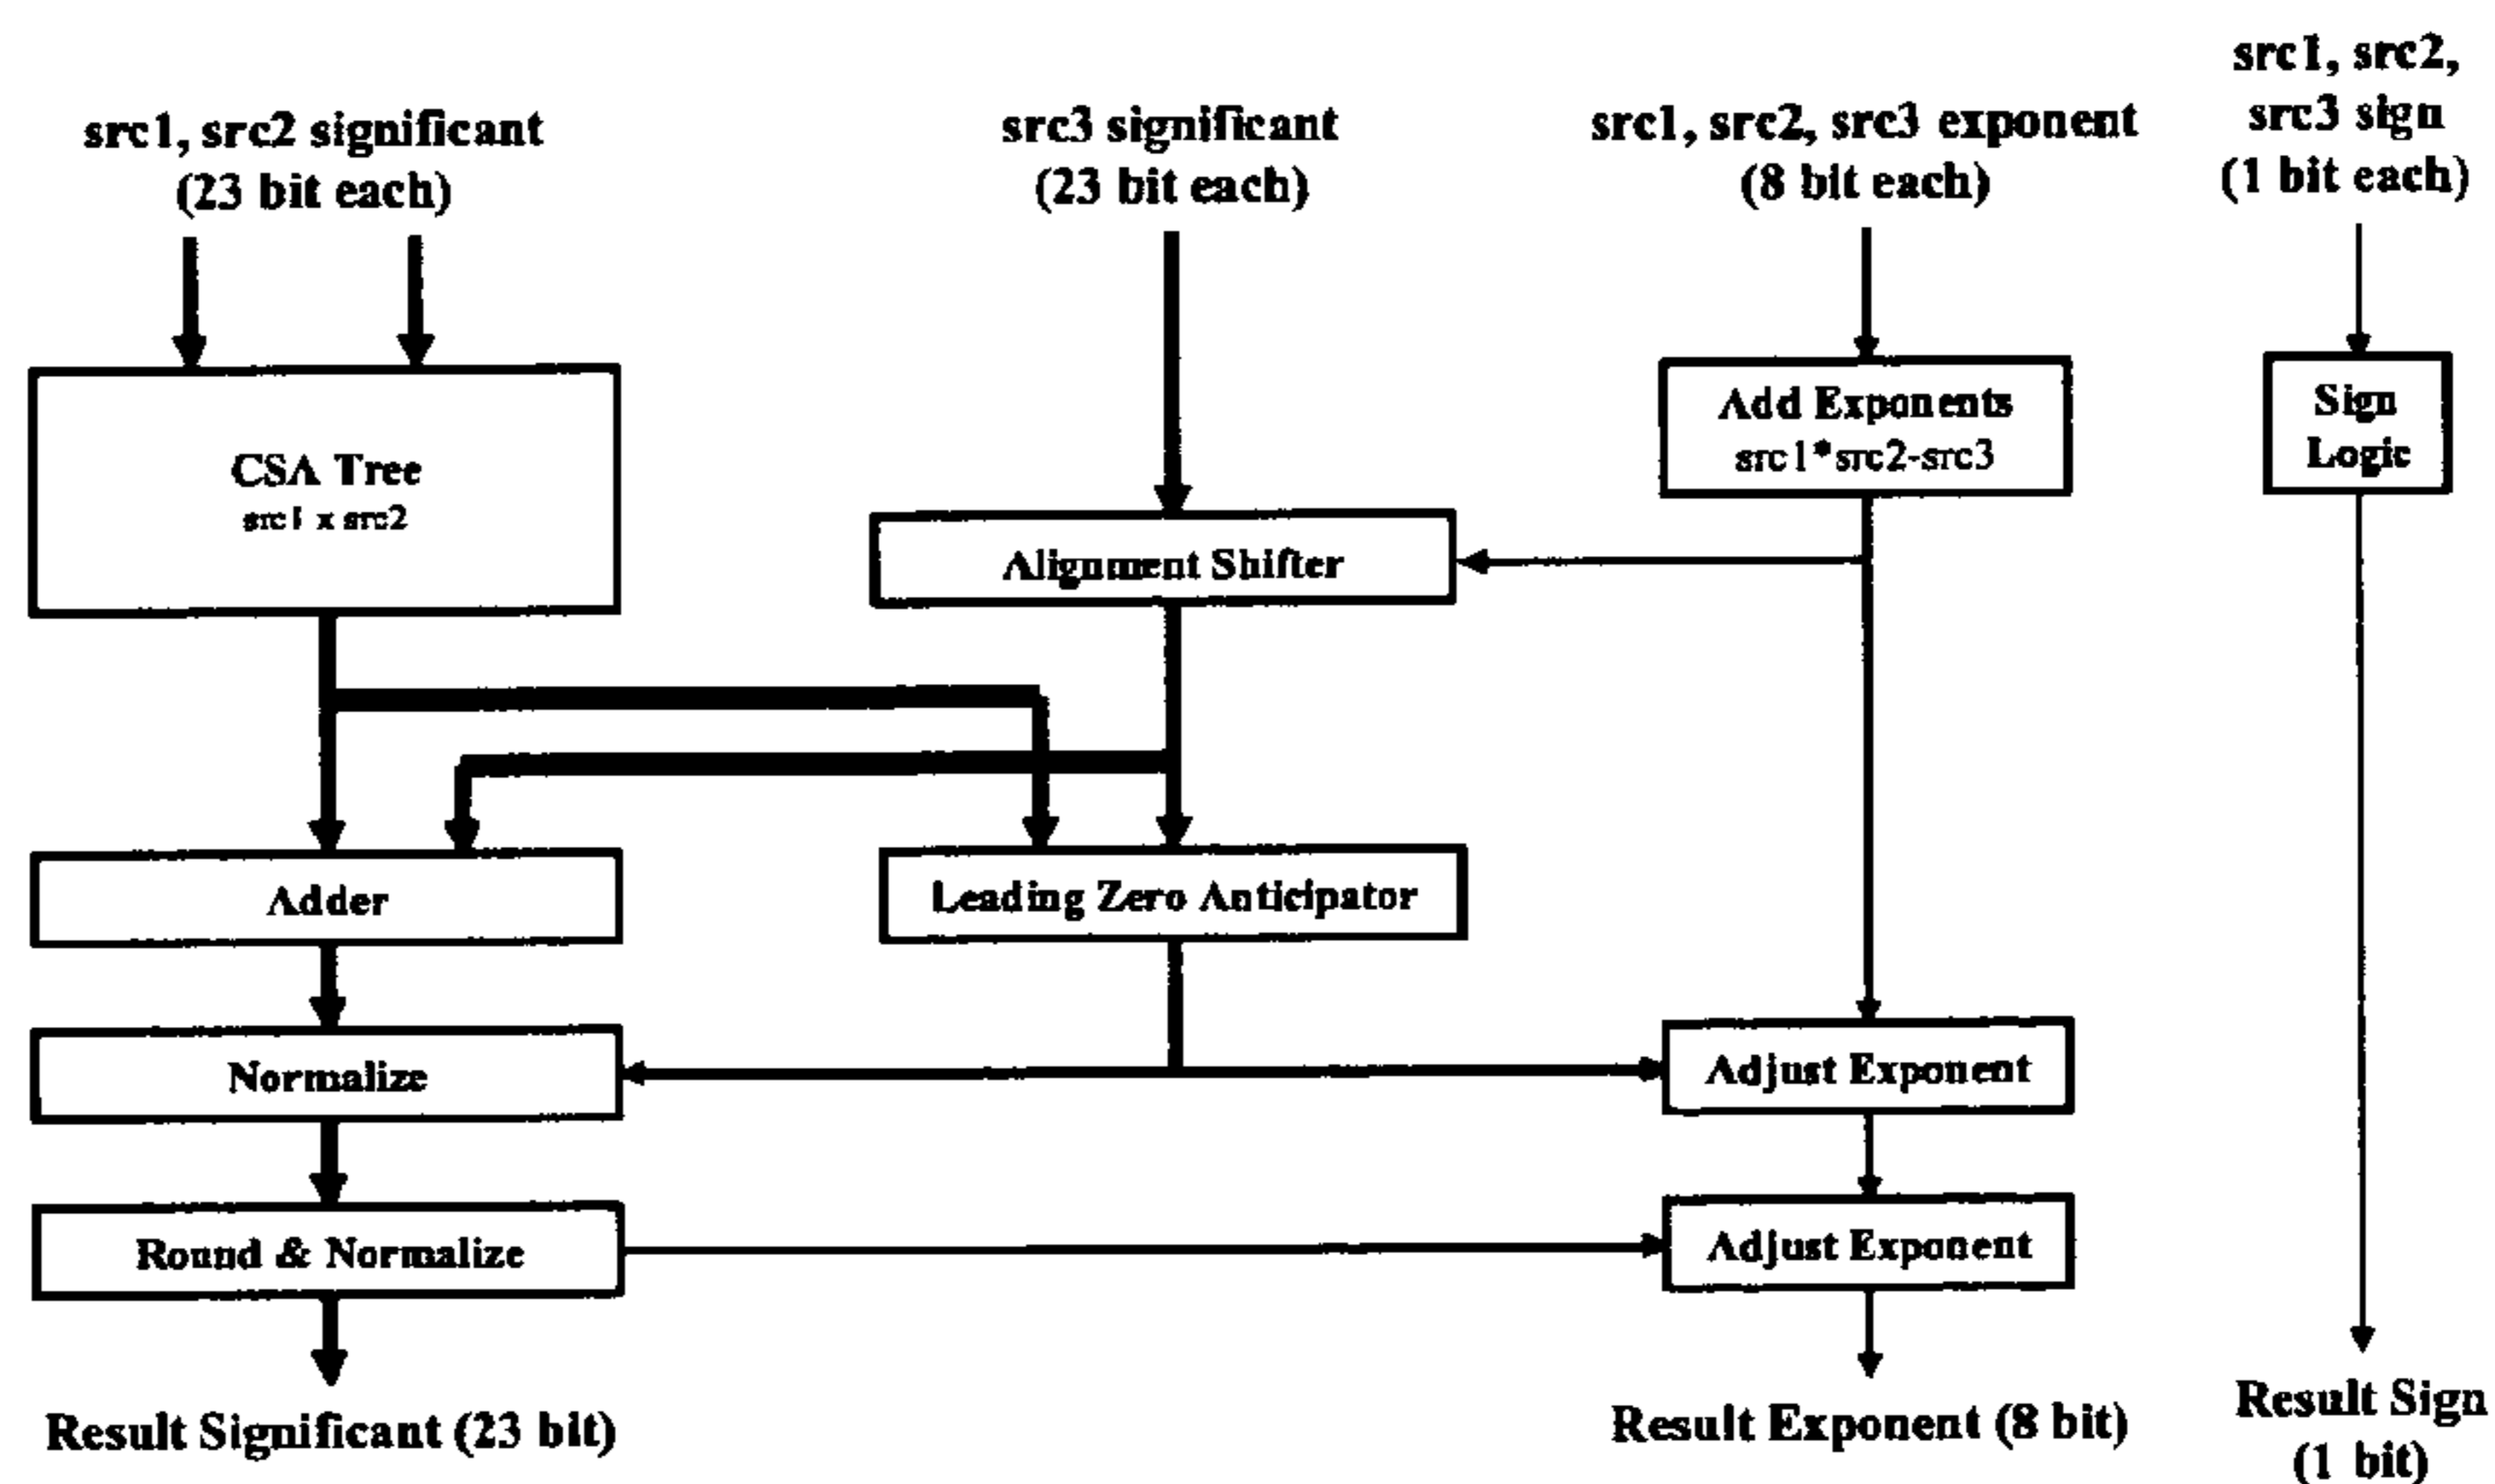 src1, src2 significant
(23 bit each)
src3 significant
(23 bit each)
src1, src2, src3 exponent
(8 bit each)
src1, src2,
src3 sign
(1 bit each)
CSA Tree
src1 x src2
Alignment Shifter
Add Exponents
src1*src2-src3
Sign
Logic
Adder
Leading Zero Anticipator
Normalize
Adjust Exponent
Round & Normalize
Adjust Exponent
Result Significant (23 bit)
Result Exponent (8 bit)
Result Sign
(1 bit)